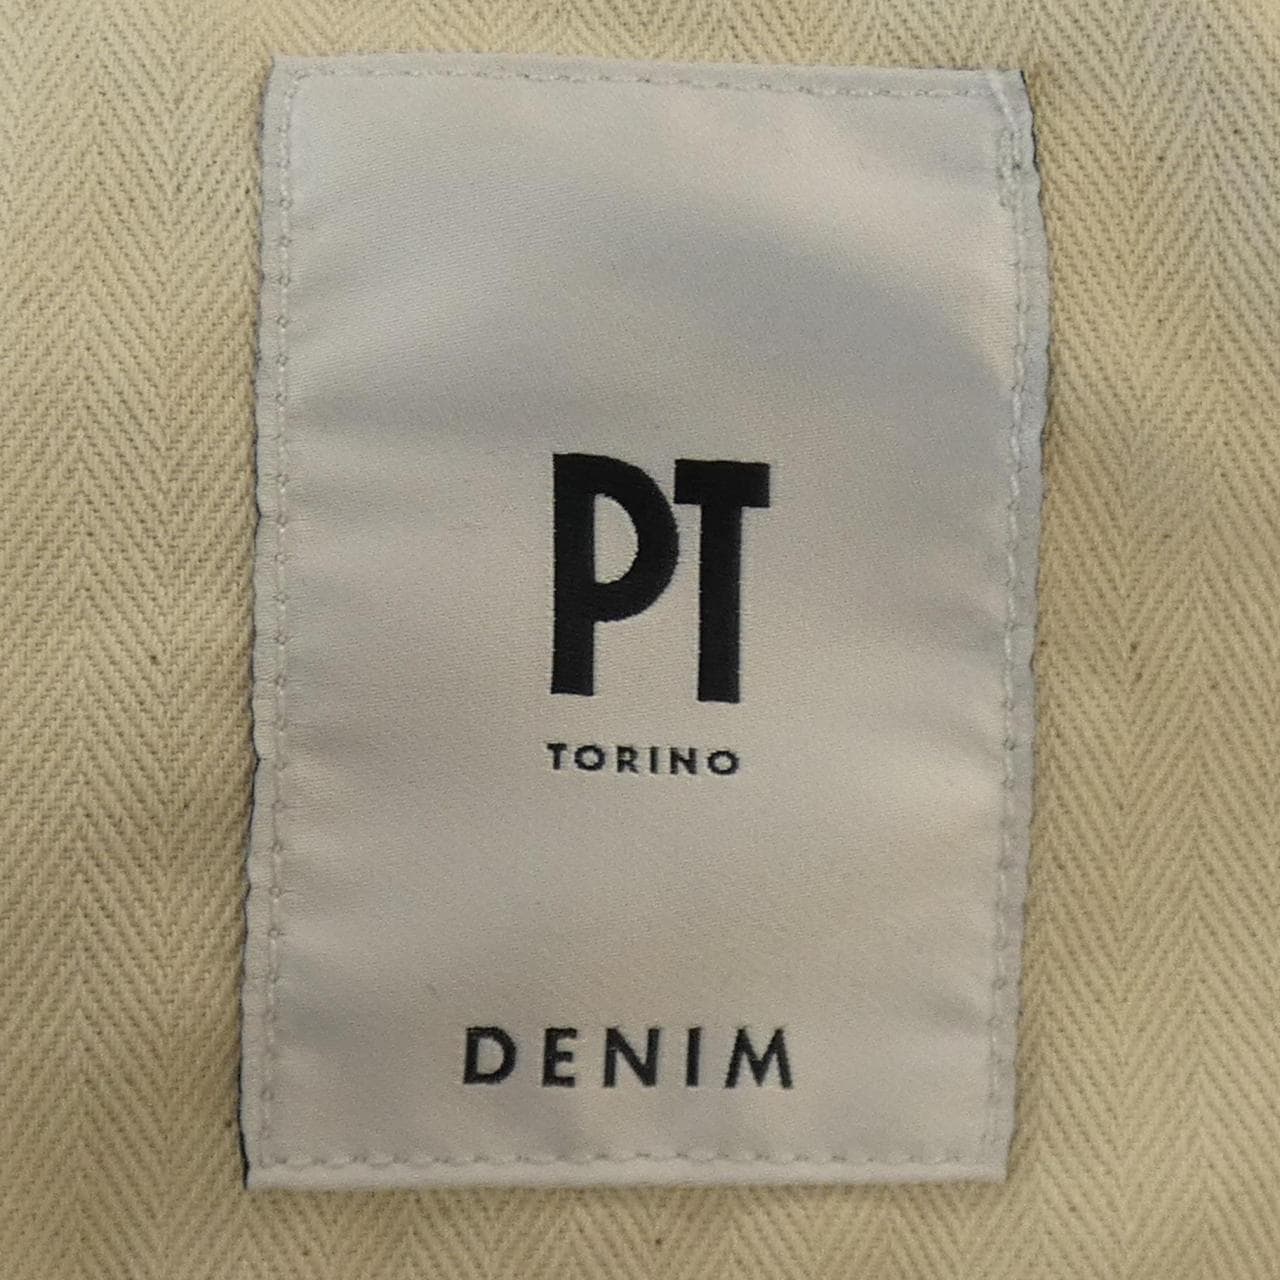 PT
TORINO
DENIM